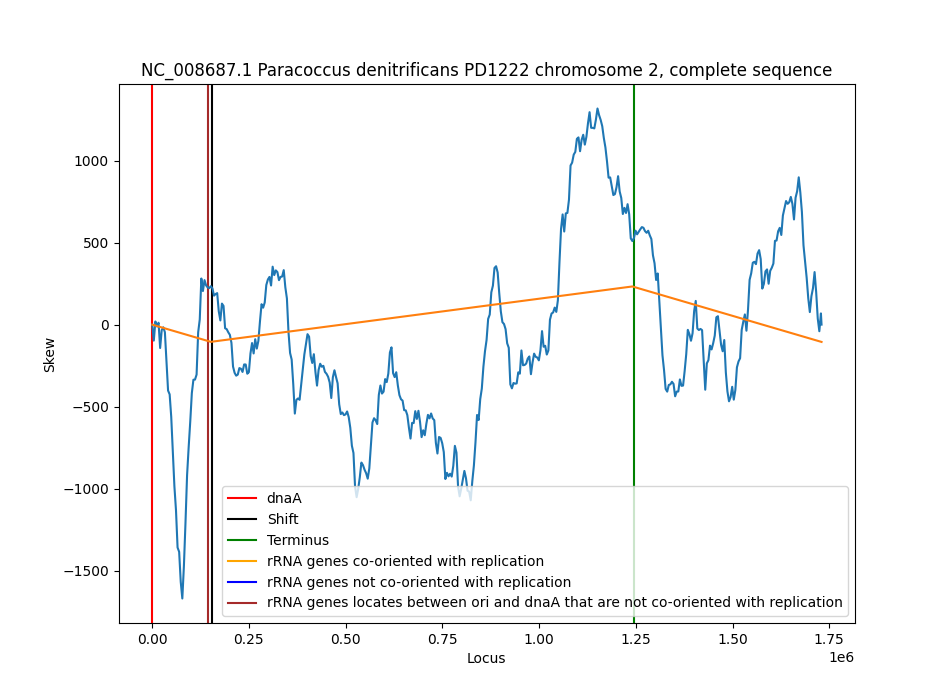 NC_008687.1 Paracoccus denitrificans PD1222 chromosome 2, complete sequence
1000
500
0
−500
−1000
−1500
Skew
dnaA
Shift
Terminus
rRNA genes co-oriented with replication
rRNA genes not co-oriented with replication
rRNA genes locates between ori and dnaA that are not co-oriented with replication
0.00 0.25 0.50 0.75 1.00 1.25 1.50 1.75
Locus
1e6